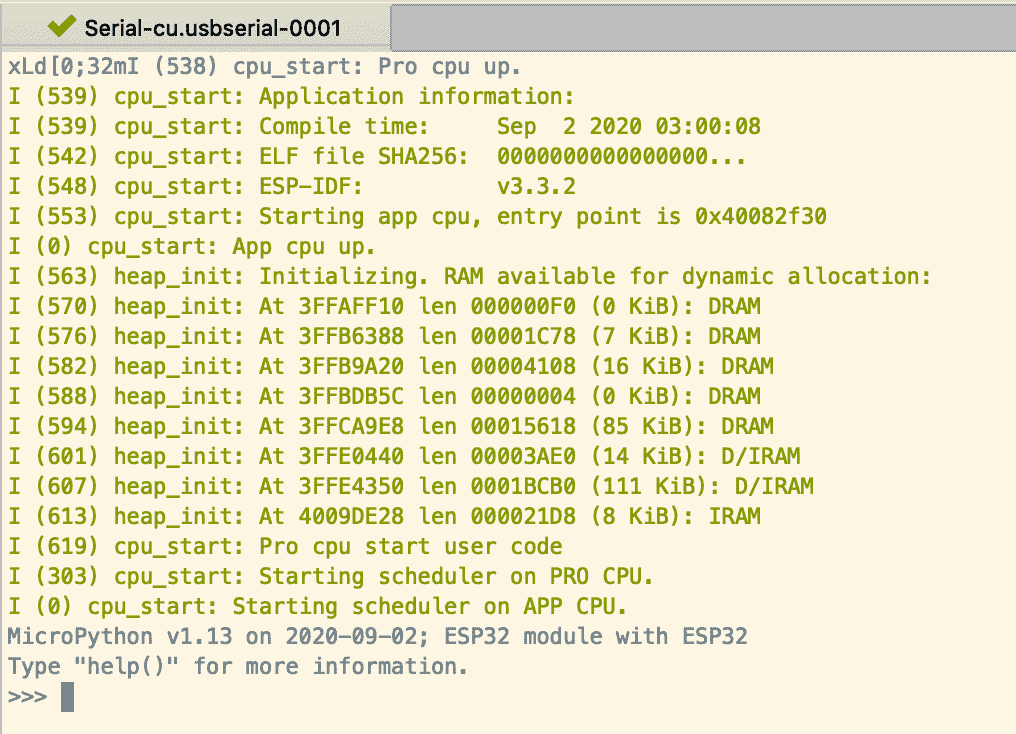 Serial-cu.usbserial-0001
xLd[0;32mI (538) cpu_start: Pro cpu up.
I (539) cpu_start: Application information:
I (539) cpu_start: Compile time:     Sep  2 2020 03:00:08
I (542) cpu_start: ELF file SHA256:  0000000000000000...
I (548) cpu_start: ESP-IDF:          v3.3.2
I (553) cpu_start: Starting app cpu, entry point is 0x40082f30
I (0) cpu_start: App cpu up.
I (563) heap_init: Initializing. RAM available for dynamic allocation:
I (570) heap_init: At 3FFAFF10 len 000000F0 (0 KiB): DRAM
I (576) heap_init: At 3FFB6388 len 00001C78 (7 KiB): DRAM
I (582) heap_init: At 3FFB9A20 len 00004108 (16 KiB): DRAM
I (588) heap_init: At 3FFBDB5C len 00000004 (0 KiB): DRAM
I (594) heap_init: At 3FFCA9E8 len 00015618 (85 KiB): DRAM
I (601) heap_init: At 3FFE0440 len 00003AE0 (14 KiB): D/IRAM
I (607) heap_init: At 3FFE4350 len 0001BCB0 (111 KiB): D/IRAM
I (613) heap_init: At 4009DE28 len 000021D8 (8 KiB): IRAM
I (619) cpu_start: Pro cpu start user code
I (303) cpu_start: Starting scheduler on PRO CPU.
I (0) cpu_start: Starting scheduler on APP CPU.
MicroPython v1.13 on 2020-09-02; ESP32 module with ESP32
Type "help()" for more information.
>>>